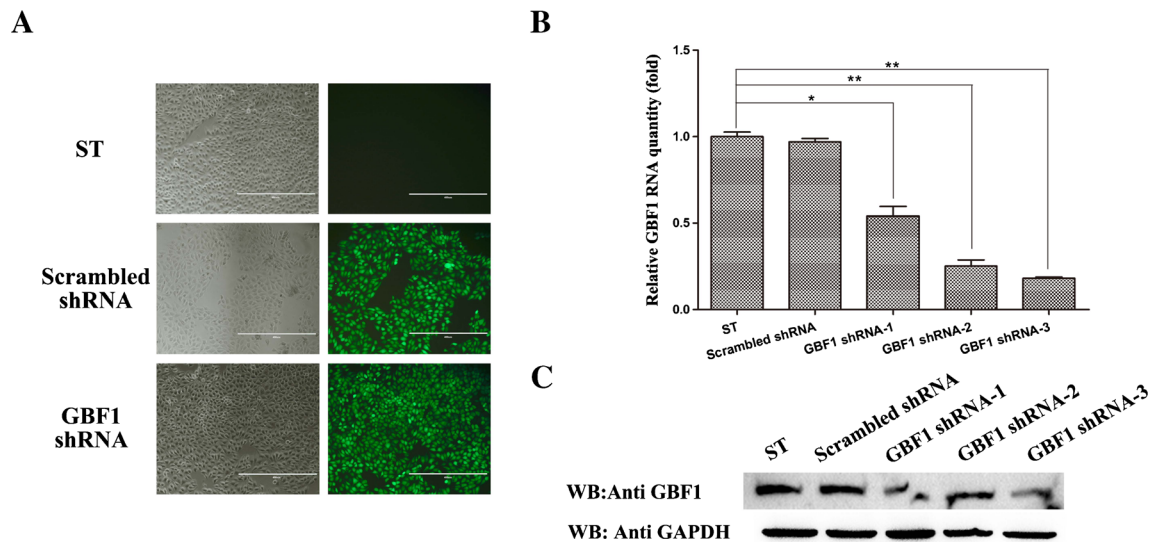 A
ST
Scrambled
shRNA
GBF1
shRNA
B
Relative GBF1 RNA quantity (fold)
1.5
1.0
0.5
0.0
**
**
*
ST
Scrambled shRNA
GBF1 shRNA-1
GBF1 shRNA-2
GBF1 shRNA-3
C
ST
Scrambled shRNA
GBF1 shRNA-1
GBF1 shRNA-2
GBF1 shRNA-3
WB:Anti GBF1
WB: Anti GAPDH